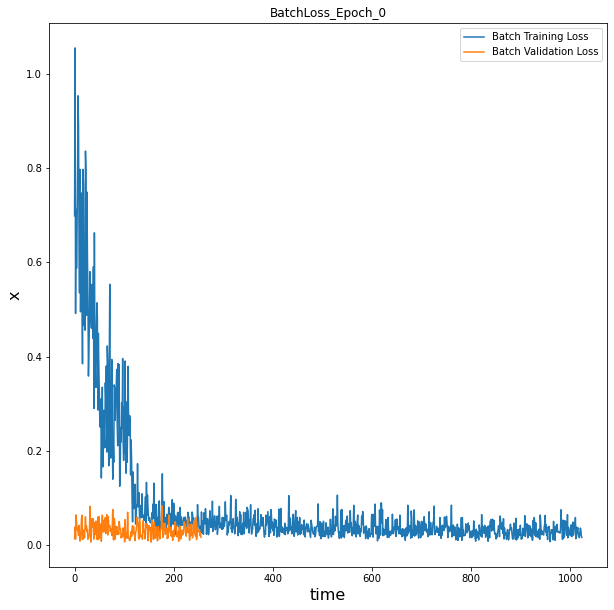 BatchLoss_Epoch_0
Batch Training Loss
Batch Validation Loss
1.0
0.8
0.6
0.4
0.2
0.0
x
0 200 400 600 800 1000
time